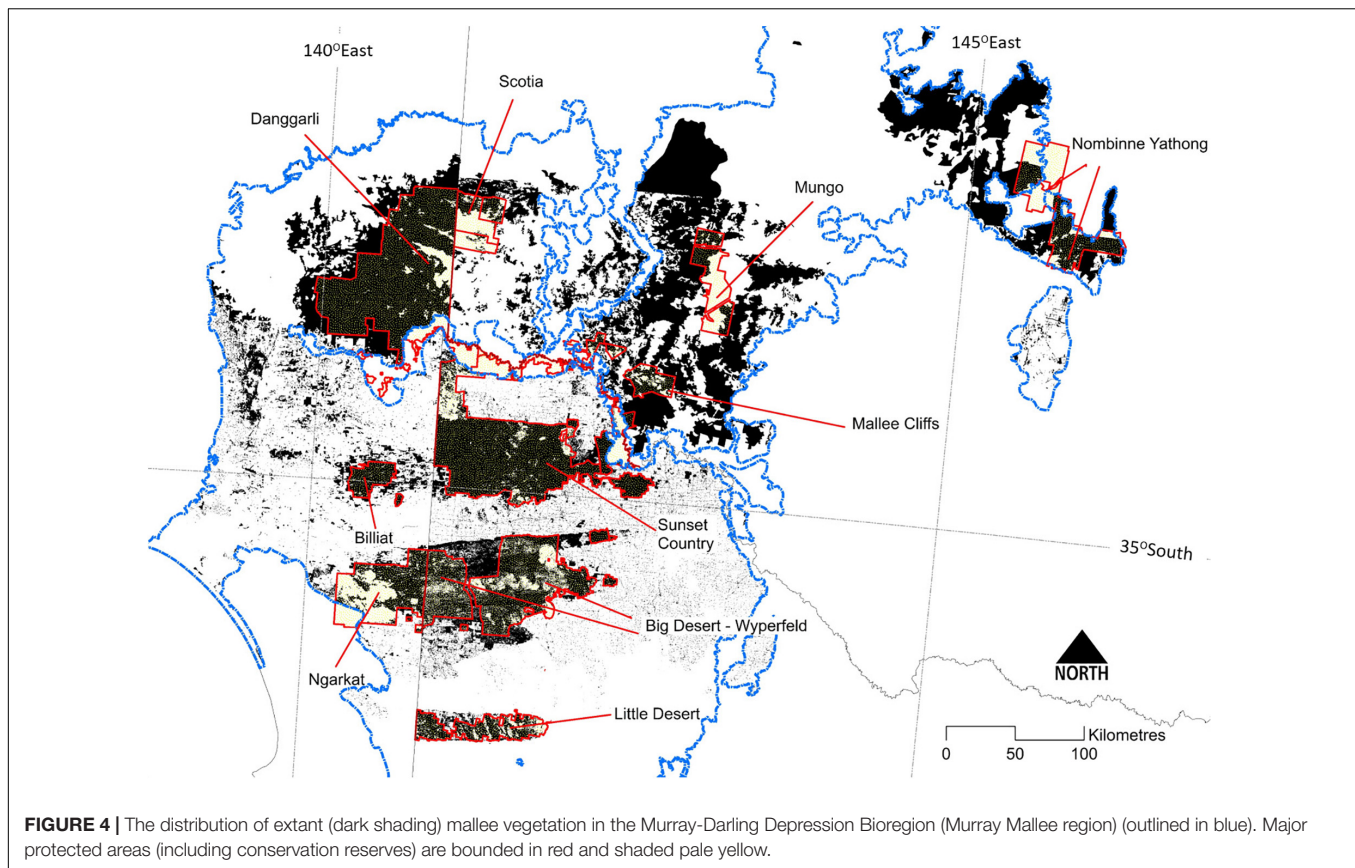 140°East
145°East
Scotia
Danggarli
Nombinne Yathong
Mungo
Mallee Cliffs
Sunset
Country
Billiat
35°South
Big Desert - Wyperfeld
Ngarkat
NORTH
Little Desert
Kilometres
0 50 100
FIGURE 4 | The distribution of extant (dark shading) mallee vegetation in the Murray-Darling Depression Bioregion (Murray Mallee region) (outlined in blue). Major
protected areas (including conservation reserves) are bounded in red and shaded pale yellow.